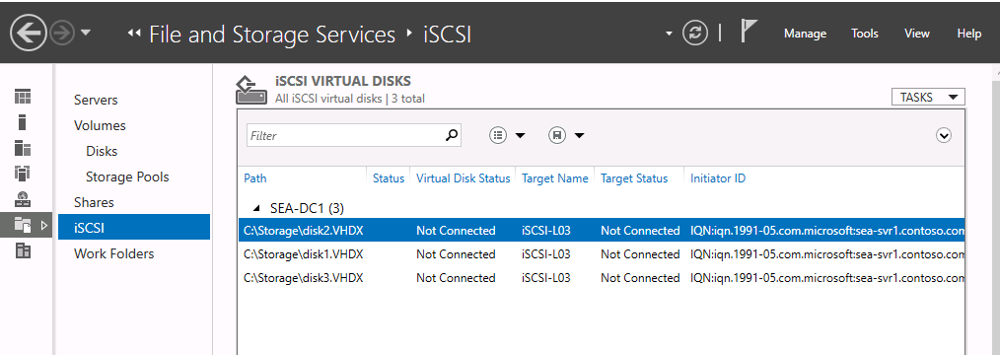 File and Storage Services iSCSI
Manage Tools View Help
Servers
Volumes
Disks
Storage Pools
Shares
iSCSI
Work Folders
iSCSI VIRTUAL DISKS
All iSCSI virtual disks | 3 total
TASKS
Filter
Path Status Virtual Disk Status Target Name Target Status Initiator ID
SEA-DC1 (3)
C:\Storage\disk2.VHDX Not Connected iSCSI-L03 Not Connected IQN:iqn.1991-05.com.microsoft:sea-svr1.contoso.com
C:\Storage\disk1.VHDX Not Connected iSCSI-L03 Not Connected IQN:iqn.1991-05.com.microsoft:sea-svr1.contoso.com
C:\Storage\disk3.VHDX Not Connected iSCSI-L03 Not Connected IQN:iqn.1991-05.com.microsoft:sea-svr1.contoso.com